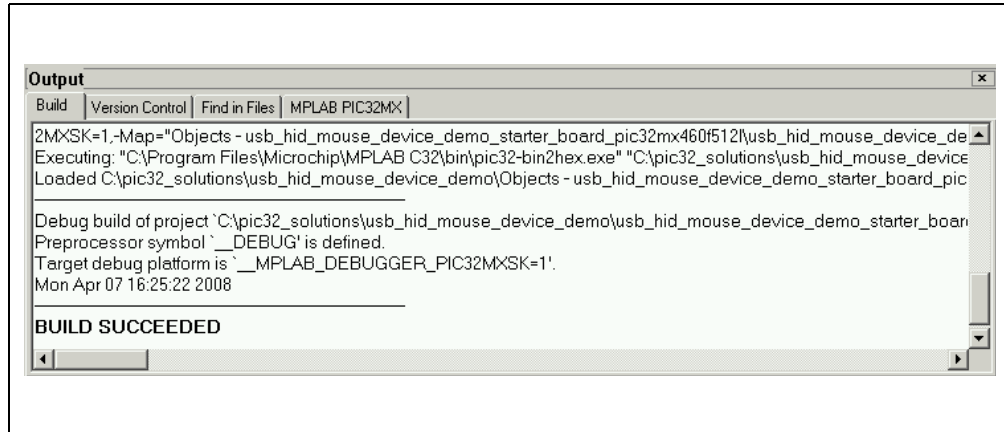 Output
Build Version Control Find in Files MPLAB PIC32MX
2MXSK=1,-Map="Objects - usb_hid_mouse_device_demo_starter_board_pic32mx460f512l\usb_hid_mouse_device_de
Executing: "C:\Program Files\Microchip\MPLAB C32\bin\pic32-bin2hex.exe" "C:\pic32_solutions\usb_hid_mouse_device
Loaded C:\pic32_solutions\usb_hid_mouse_device_demo\Objects - usb_hid_mouse_device_demo_starter_board_pic
Debug build of project `C:\pic32_solutions\usb_hid_mouse_device_demo\usb_hid_mouse_device_demo_starter_boar
Preprocessor symbol `__DEBUG' is defined.
Target debug platform is `__MPLAB_DEBUGGER_PIC32MXSK=1'.
Mon Apr 07 16:25:22 2008
BUILD SUCCEEDED